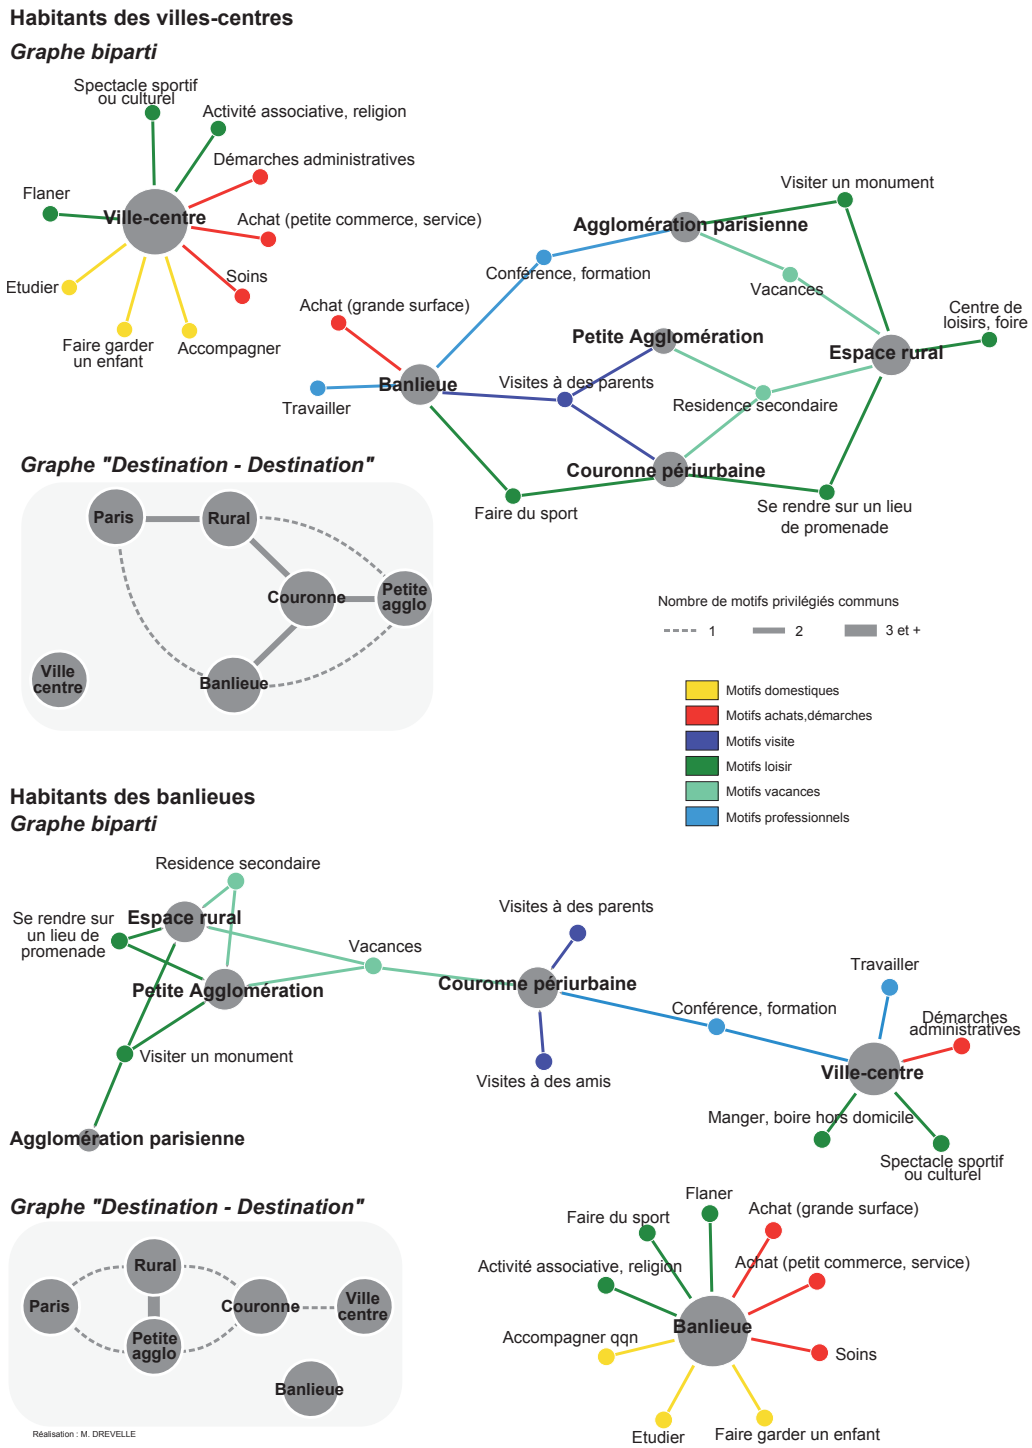 Habitants des villes-centres
Graphe biparti
Spectacle sportif
ou culturel
Activité associative, religion
Démarches administratives
Flaner
Ville-centre
Achat (petite commerce, service)
Etudier
Soins
Faire garder
un enfant
Accompagner
Visiter un monument
Agglomération parisienne
Conférence, formation
Vacances
Achat (grande surface)
Centre de
loisirs, foire
Petite Agglomération
Espace rural
Banlieue
Visites à des parents
Travailler
Residence secondaire
Couronne périurbaine
Faire du sport
Se rendre sur un lieu
de promenade
Graphe "Destination - Destination"
Paris
Rural
Couronne
Petite
agglo
Ville
centre
Banlieue
Nombre de motifs privilégiés communs
1
2
3 et +
Motifs domestiques
Motifs achats,démarches
Motifs visite
Motifs loisir
Motifs vacances
Motifs professionnels
Habitants des banlieues
Graphe biparti
Residence secondaire
Espace rural
Se rendre sur
un lieu de
promenade
Vacances
Petite Agglomération
Visiter un monument
Agglomération parisienne
Visites à des parents
Couronne périurbaine
Visites à des amis
Conférence, formation
Travailler
Démarches
administratives
Ville-centre
Manger, boire hors domicile
Spectacle sportif
ou culturel
Graphe "Destination - Destination"
Rural
Paris
Couronne
Ville
centre
Petite
agglo
Banlieue
Flaner
Achat (grande surface)
Faire du sport
Achat (petit commerce, service)
Activité associative, religion
Banlieue
Accompagner qqn
Soins
Etudier
Faire garder un enfant
Réalisation : M. DREVELLE